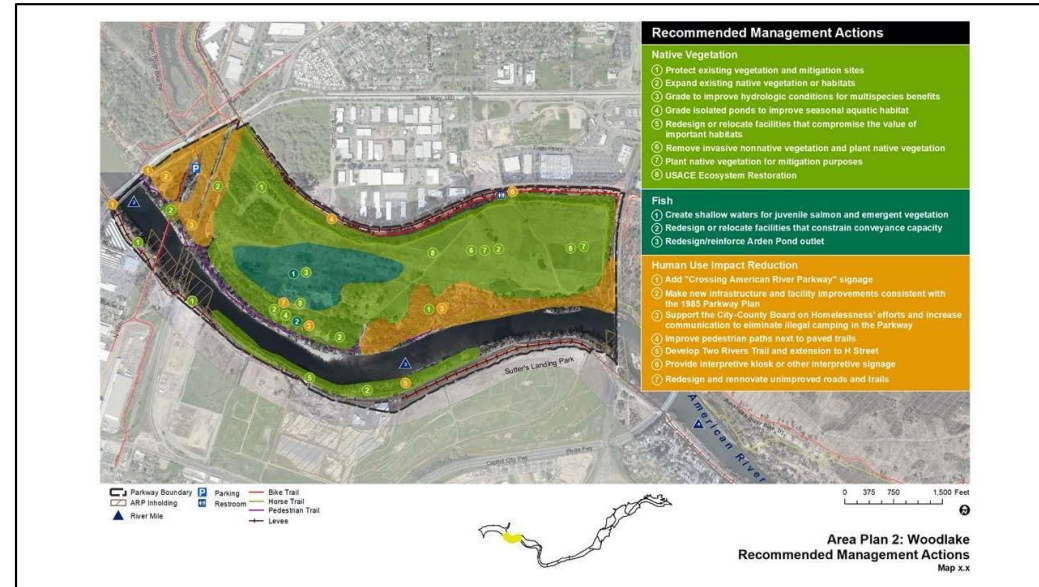 Recommended Management Actions
Native Vegetation
1 Protect existing vegetation and mitigation sites
2 Expand existing native vegetation or habitats
3 Grade to improve hydrologic conditions for multispecies benefits
4 Grade isolated ponds to improve seasonal aquatic habitat
5 Redesign or relocate facilities that compromise the value of
important habitats
6 Remove invasive nonnative vegetation and plant native vegetation
7 Plant native vegetation for mitigation purposes
8 USACE Ecosystem Restoration
Fish
1 Create shallow waters for juvenile salmon and emergent vegetation
2 Redesign or relocate facilities that constrain conveyance capacity
3 Redesign/reinforce Arden Pond outlet
Human Use Impact Reduction
1 Add "Crossing American River Parkway" signage
2 Make new infrastructure and facility improvements consistent with
the 1985 Parkway Plan
3 Support the City-County Board on Homelessness' efforts and increase
communication to eliminate illegal camping in the Parkway
4 Improve pedestrian paths next to paved trails
5 Develop Two Rivers Trail and extension to H Street
6 Provide interpretive kiosk or other interpretive signage
7 Redesign and rennovate unimproved roads and trails
P
Sutter's Landing Park
American River
Capitol City Fwy
Parkway Boundary
ARP Inholding
River Mile
P Parking
Restroom
Bike Trail
Horse Trail
Pedestrian Trail
Levee
0 375 750 1,500 Feet
Area Plan 2: Woodlake
Recommended Management Actions
Map x.x